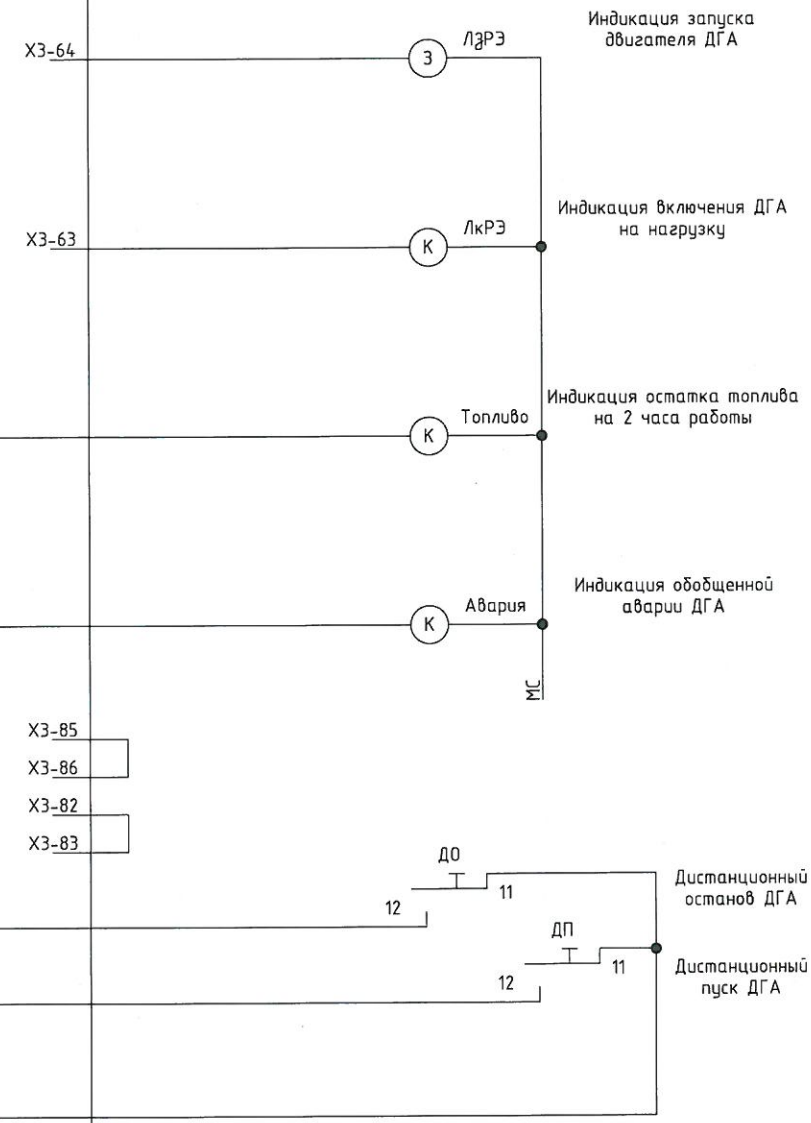 Индикация запуска
двигателя ДГА
Х3-64
З
ЛзРЭ
Индикация включения ДГА
на нагрузку
Х3-63
К
ЛкРЭ
Индикация остатка топлива
на 2 часа работы
К
Топливо
Индикация обобщенной
аварии ДГА
К
Авария
МС
Х3-85
Х3-86
Х3-82
Х3-83
ДО
12
11
Дистанционный
останов ДГА
ДП
12
11
Дистанционный
пуск ДГА